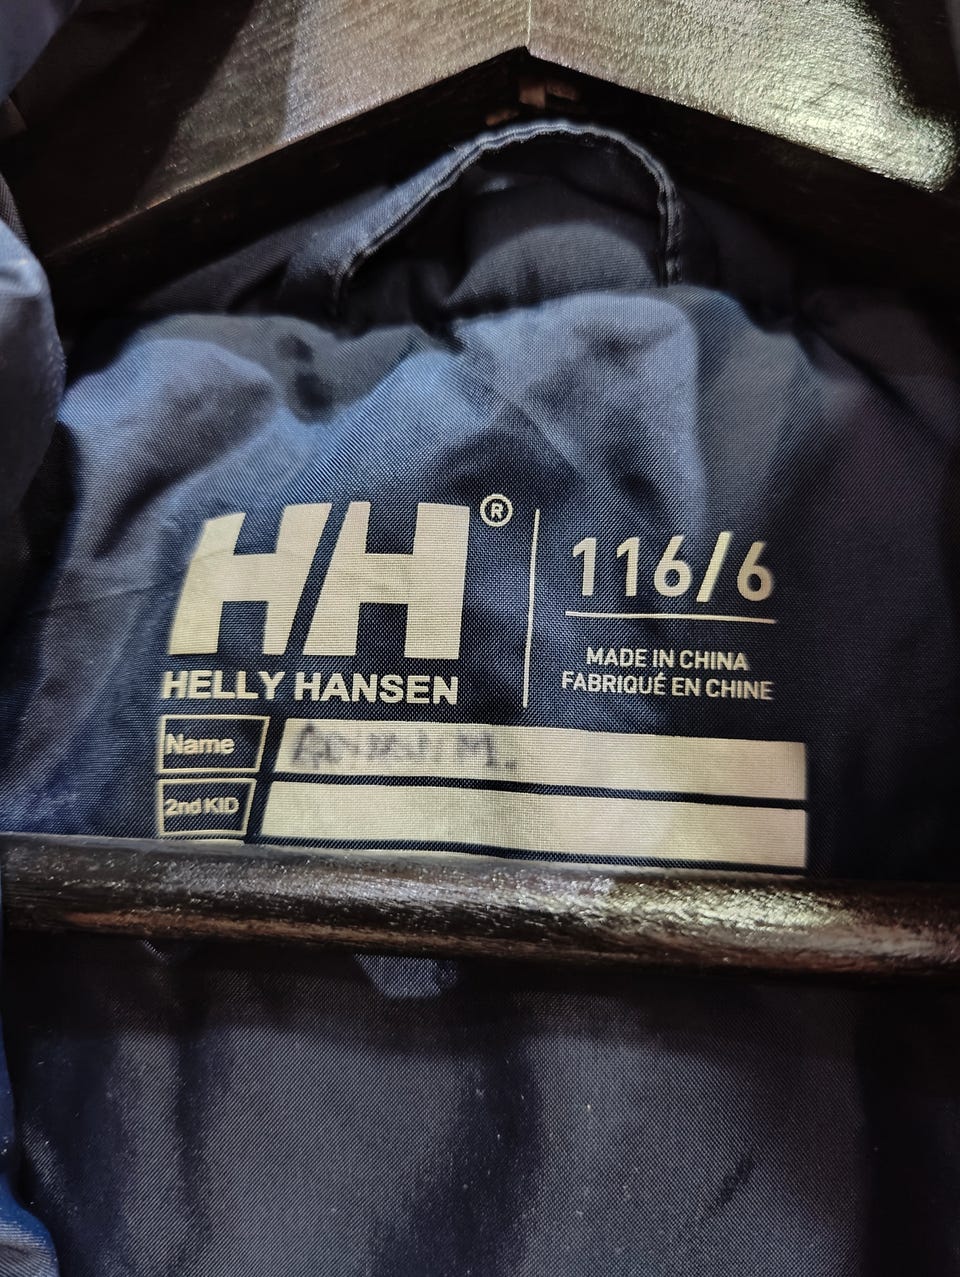 HH®
HELLY HANSEN
116/6
MADE IN CHINA
FABRIQUÉ EN CHINE
Name M.
2nd KID